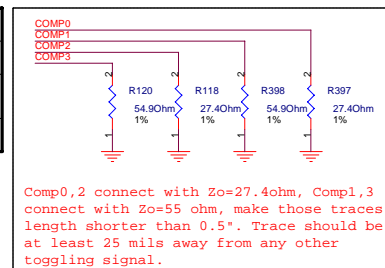 COMP0
COMP1
COMP2
COMP3
2 2 2 2
R120 R118 R398 R397
54.9Ohm 27.4Ohm 54.9Ohm 27.4Ohm
1% 1% 1% 1%
1 1 1 1
Comp0,2 connect with Zo=27.4ohm, Comp1,3
connect with Zo=55 ohm, make those traces
length shorter than 0.5". Trace should be
at least 25 mils away from any other
toggling signal.